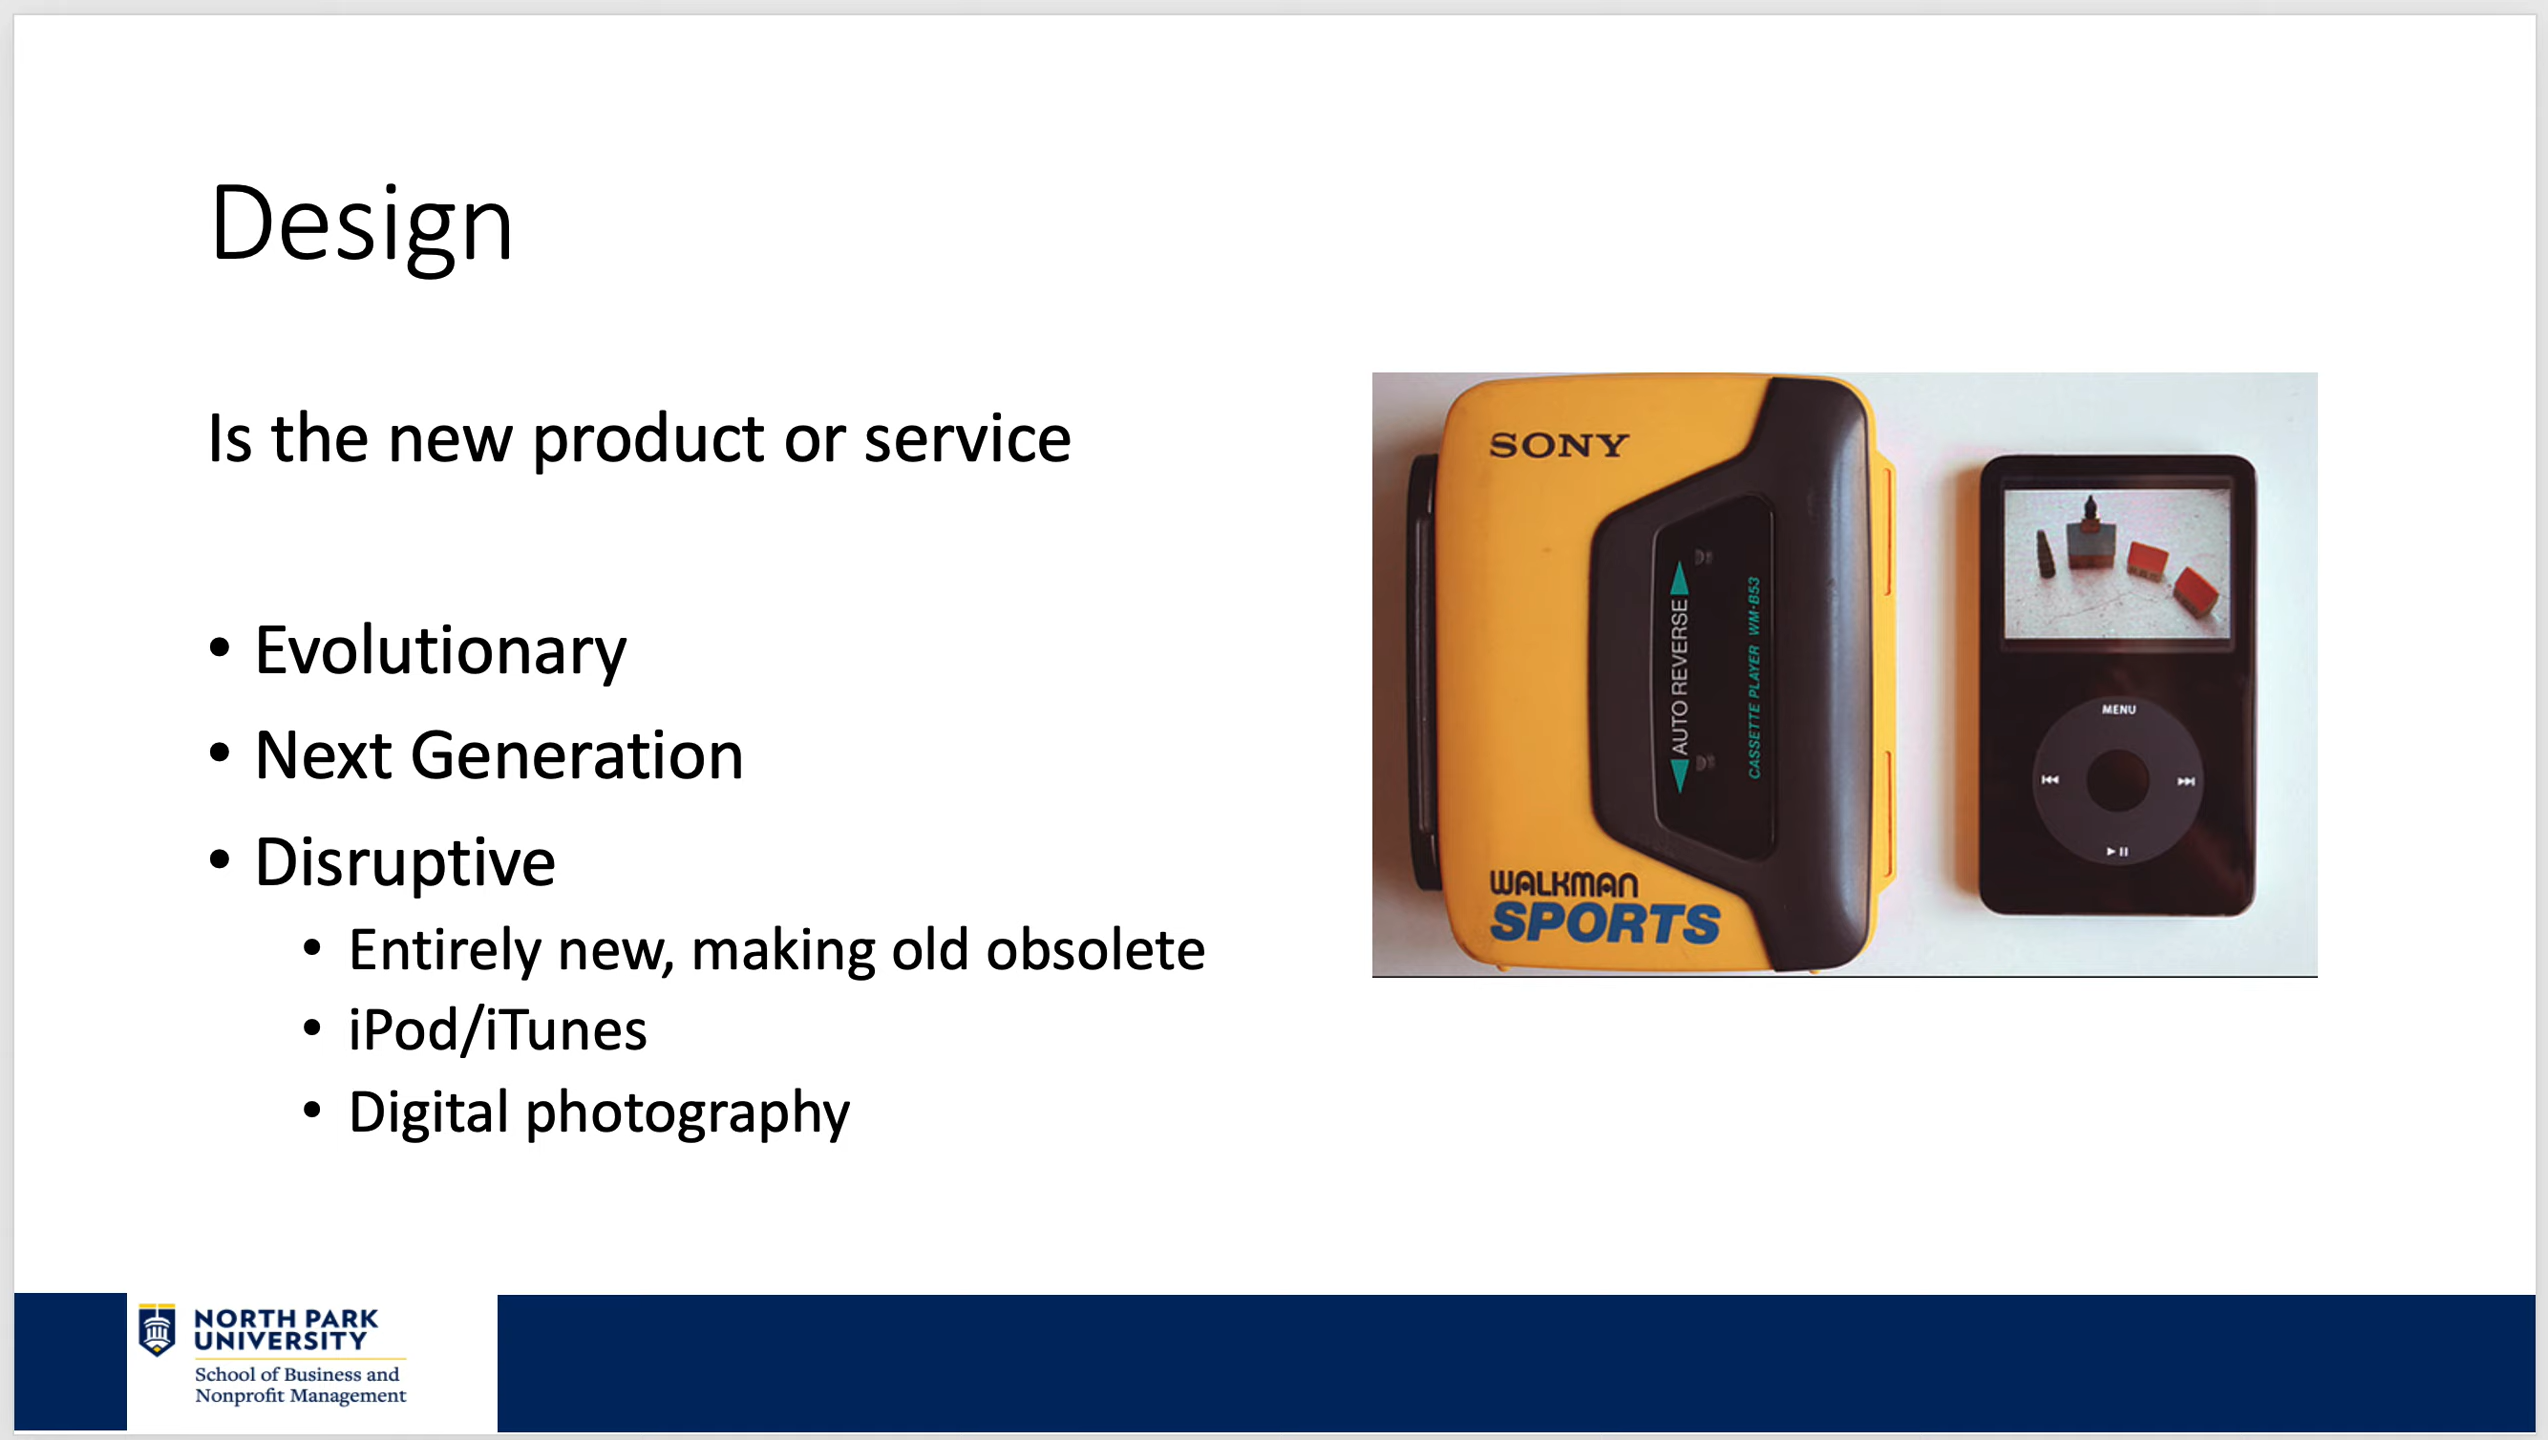 Design
Is the new product or service
• Evolutionary
• Next Generation
• Disruptive
• Entirely new, making old obsolete
• iPod/iTunes
• Digital photography
SONY
AUTO REVERSE
CASSETTE PLAYER WM-B53
WALKMAN
SPORTS
MENU
NORTH PARK
UNIVERSITY
School of Business and
Nonprofit Management